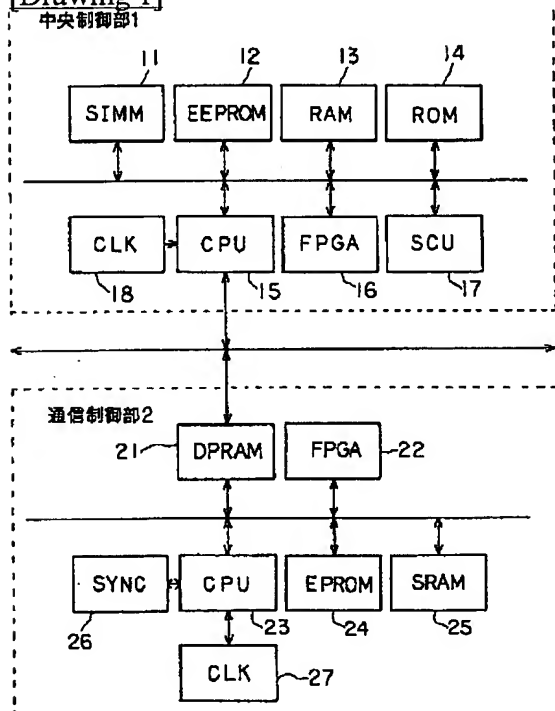 [Drawing 1]
中央制御部1
11 12 13 14
SIMM EEPROM RAM ROM
CLK CPU FPGA SCU
18 15 16 17
通信制御部2
21 DPRAM FPGA 22
SYNC CPU EPROM SRAM
26 23 24 25
CLK 27